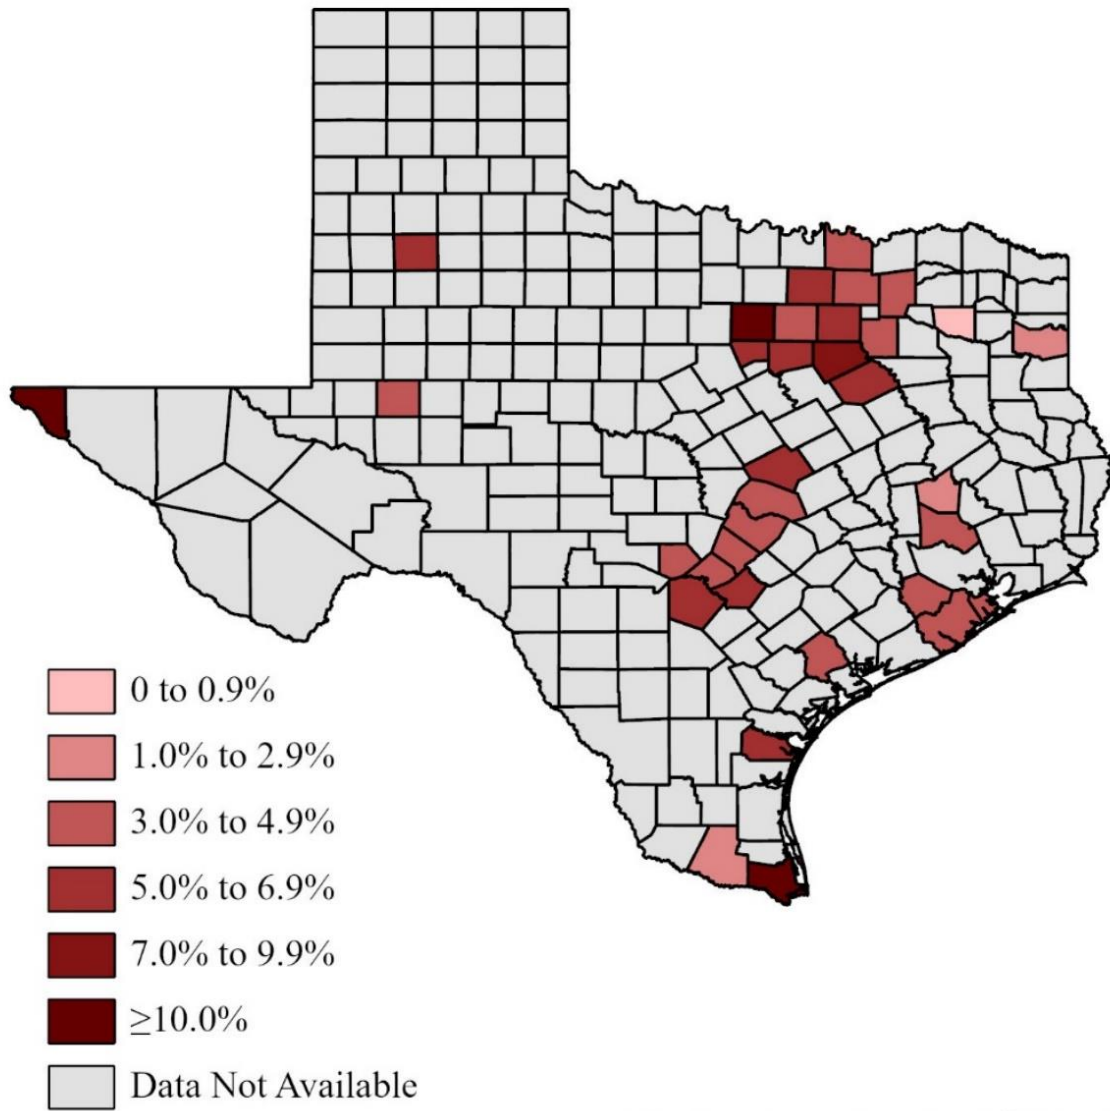 0 to 0.9%
1.0% to 2.9%
3.0% to 4.9%
5.0% to 6.9%
7.0% to 9.9%
≥10.0%
Data Not Available